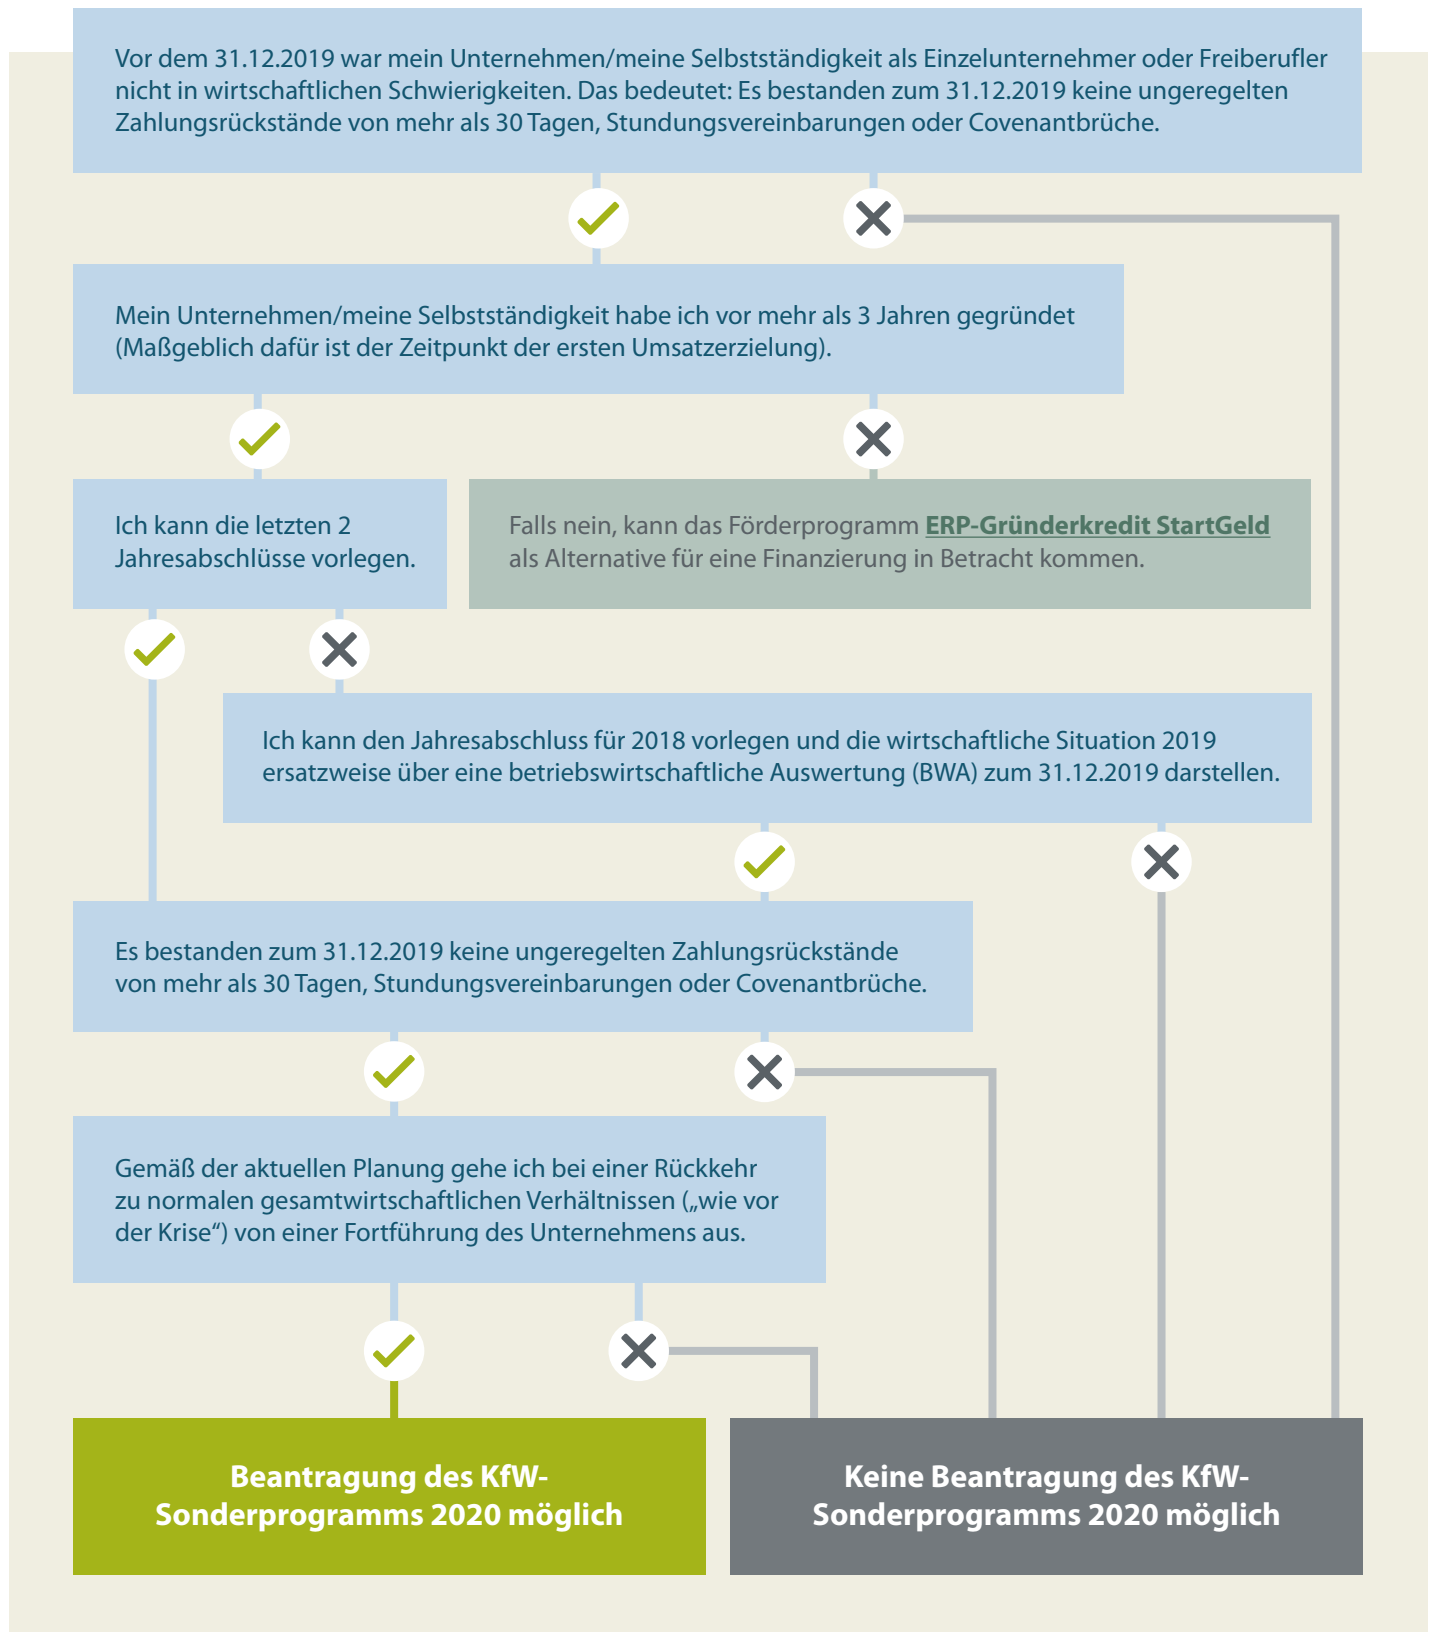 Vor dem 31.12.2019 war mein Unternehmen/meine Selbstständigkeit als Einzelunternehmer oder Freiberufler
nicht in wirtschaftlichen Schwierigkeiten. Das bedeutet: Es bestanden zum 31.12.2019 keine ungeregelten
Zahlungsrückstände von mehr als 30 Tagen, Stundungsvereinbarungen oder Covenantbrüche.
Mein Unternehmen/meine Selbstständigkeit habe ich vor mehr als 3 Jahren gegründet
(Maßgeblich dafür ist der Zeitpunkt der ersten Umsatzerzielung).
Ich kann die letzten 2
Jahresabschlüsse vorlegen.
Falls nein, kann das Förderprogramm ERP-Gründerkredit StartGeld
als Alternative für eine Finanzierung in Betracht kommen.
Ich kann den Jahresabschluss für 2018 vorlegen und die wirtschaftliche Situation 2019
ersatzweise über eine betriebswirtschaftliche Auswertung (BWA) zum 31.12.2019 darstellen.
Es bestanden zum 31.12.2019 keine ungeregelten Zahlungsrückstände
von mehr als 30 Tagen, Stundungsvereinbarungen oder Covenantbrüche.
Gemäß der aktuellen Planung gehe ich bei einer Rückkehr
zu normalen gesamtwirtschaftlichen Verhältnissen („wie vor
der Krise“) von einer Fortführung des Unternehmens aus.
Beantragung des KfW-
Sonderprogramms 2020 möglich
Keine Beantragung des KfW-
Sonderprogramms 2020 möglich